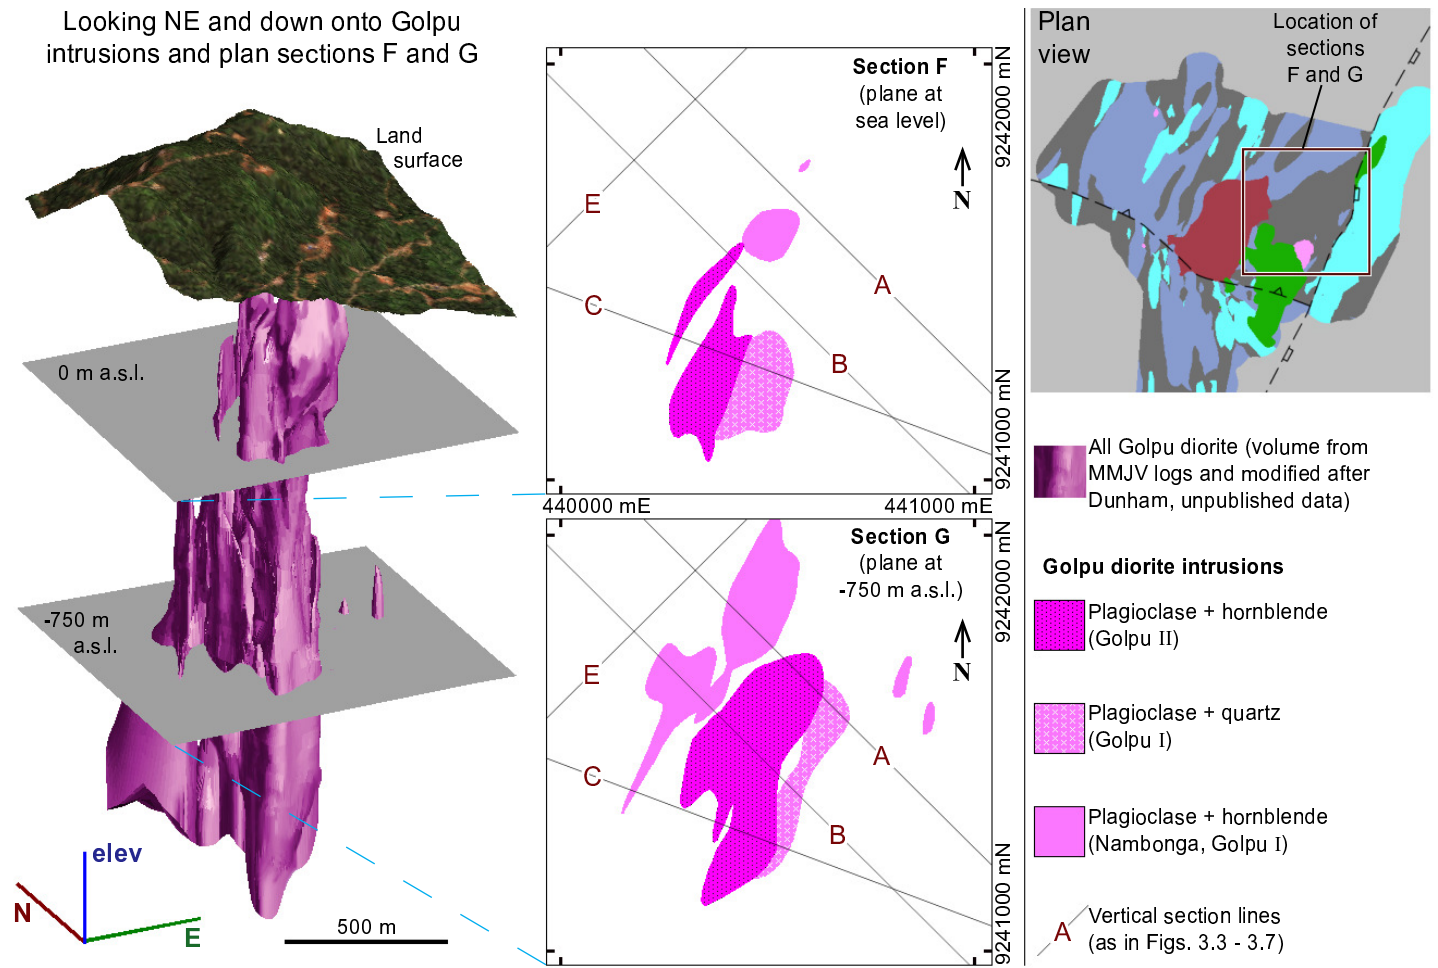 Looking NE and down onto Golpu
intrusions and plan sections F and G
Land
surface
0 m a.s.l.
-750 m
a.s.l.
elev
N
E
500 m
Section F
(plane at
sea level)
N
E
C
A
B
9242000 mN
9241000 mN
440000 mE
441000 mE
Section G
(plane at
-750 m a.s.l.)
N
E
C
A
B
9242000 mN
9241000 mN
Plan
view
Location of
sections
F and G
All Golpu diorite (volume from
MMJV logs and modified after
Dunham, unpublished data)
Golpu diorite intrusions
Plagioclase + hornblende
(Golpu II)
Plagioclase + quartz
(Golpu I)
Plagioclase + hornblende
(Nambonga, Golpu I)
A
Vertical section lines
(as in Figs. 3.3 - 3.7)